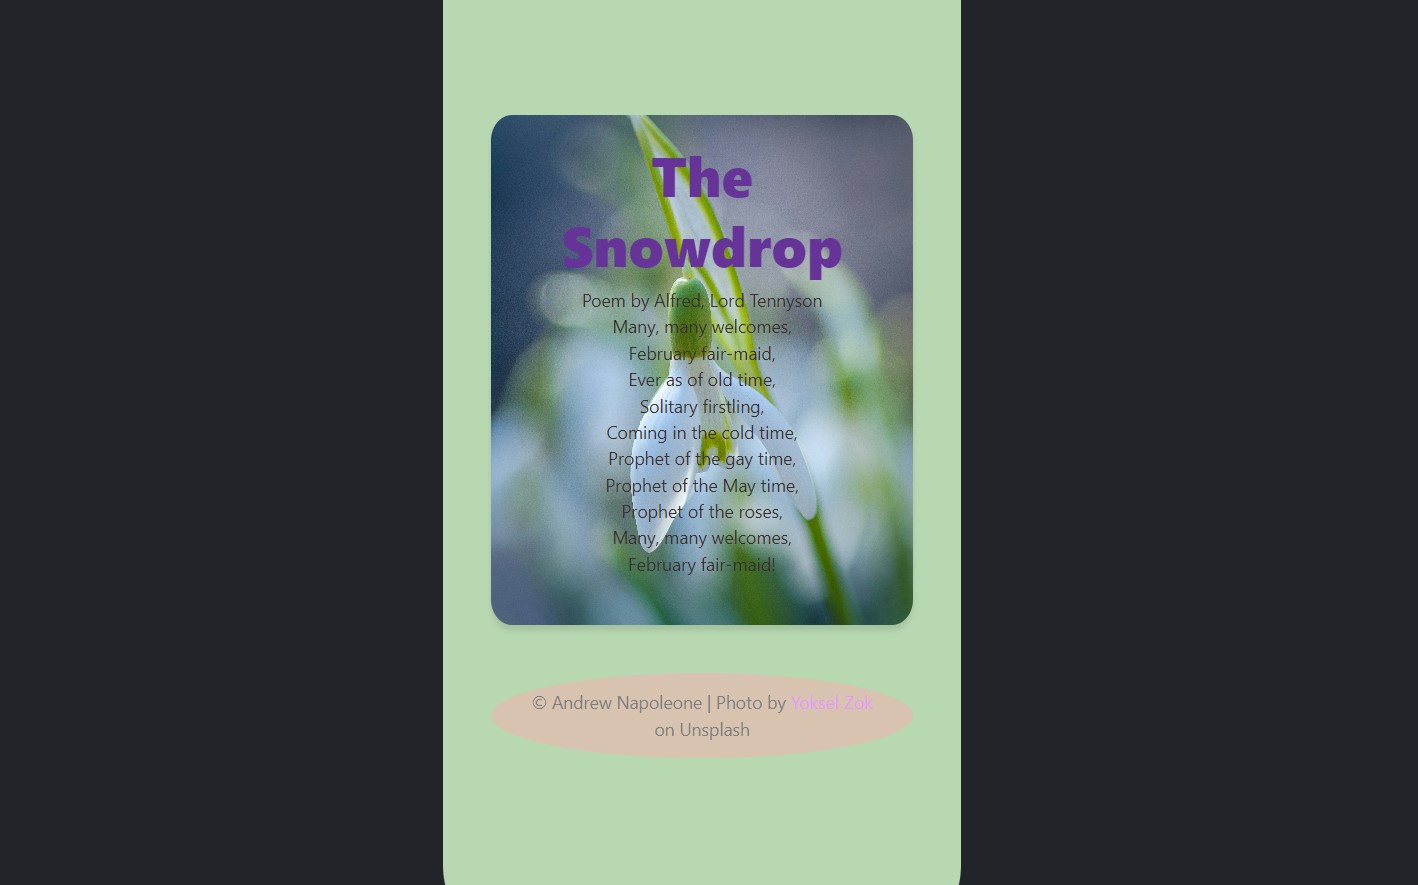 The
Snowdrop
Poem by Alfred, Lord Tennyson
Many, many welcomes,
February fair-maid,
Ever as of old time,
Solitary firstling,
Coming in the cold time,
Prophet of the gay time,
Prophet of the May time,
Prophet of the roses,
Many, many welcomes,
February fair-maid!
© Andrew Napoleone | Photo by Yoksel Zok
on Unsplash